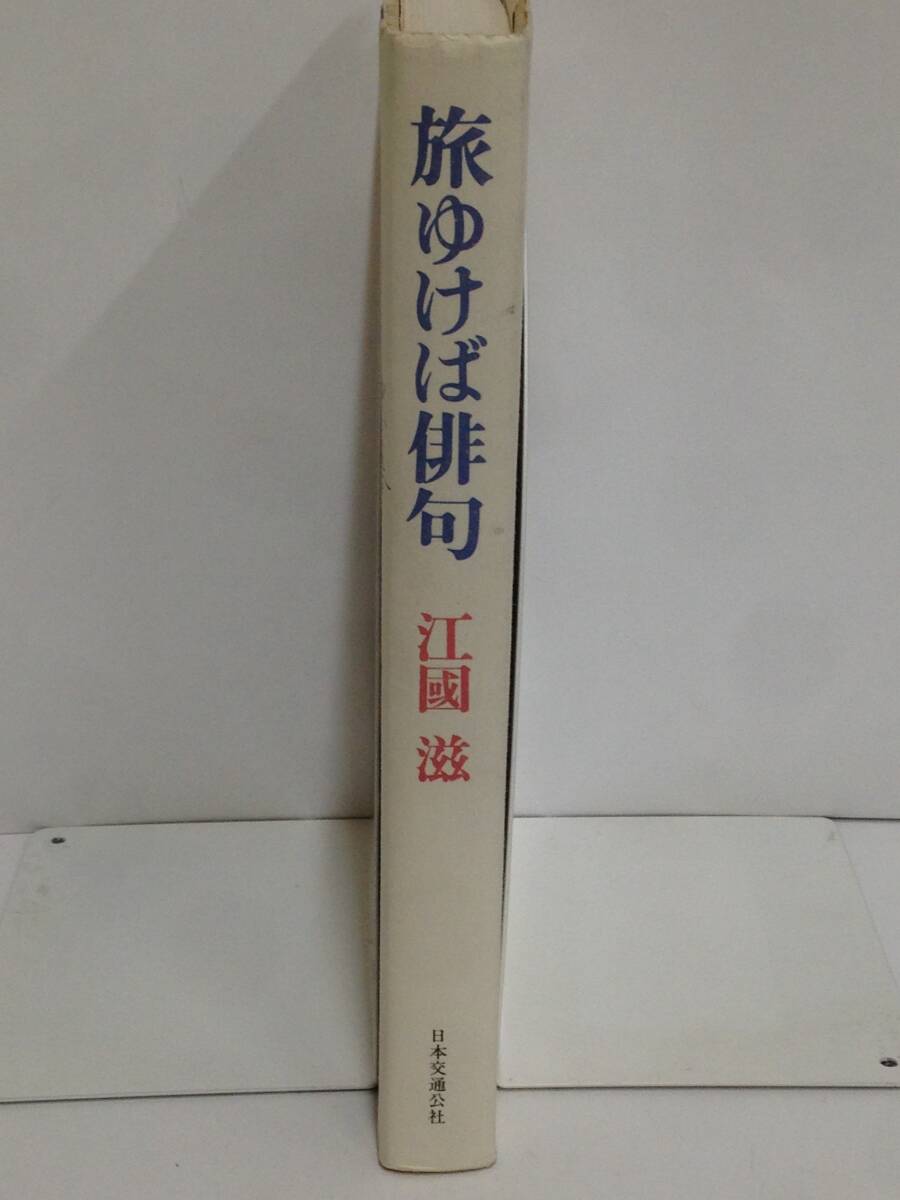 旅ゆけば俳句
江國 滋
日本交通公社